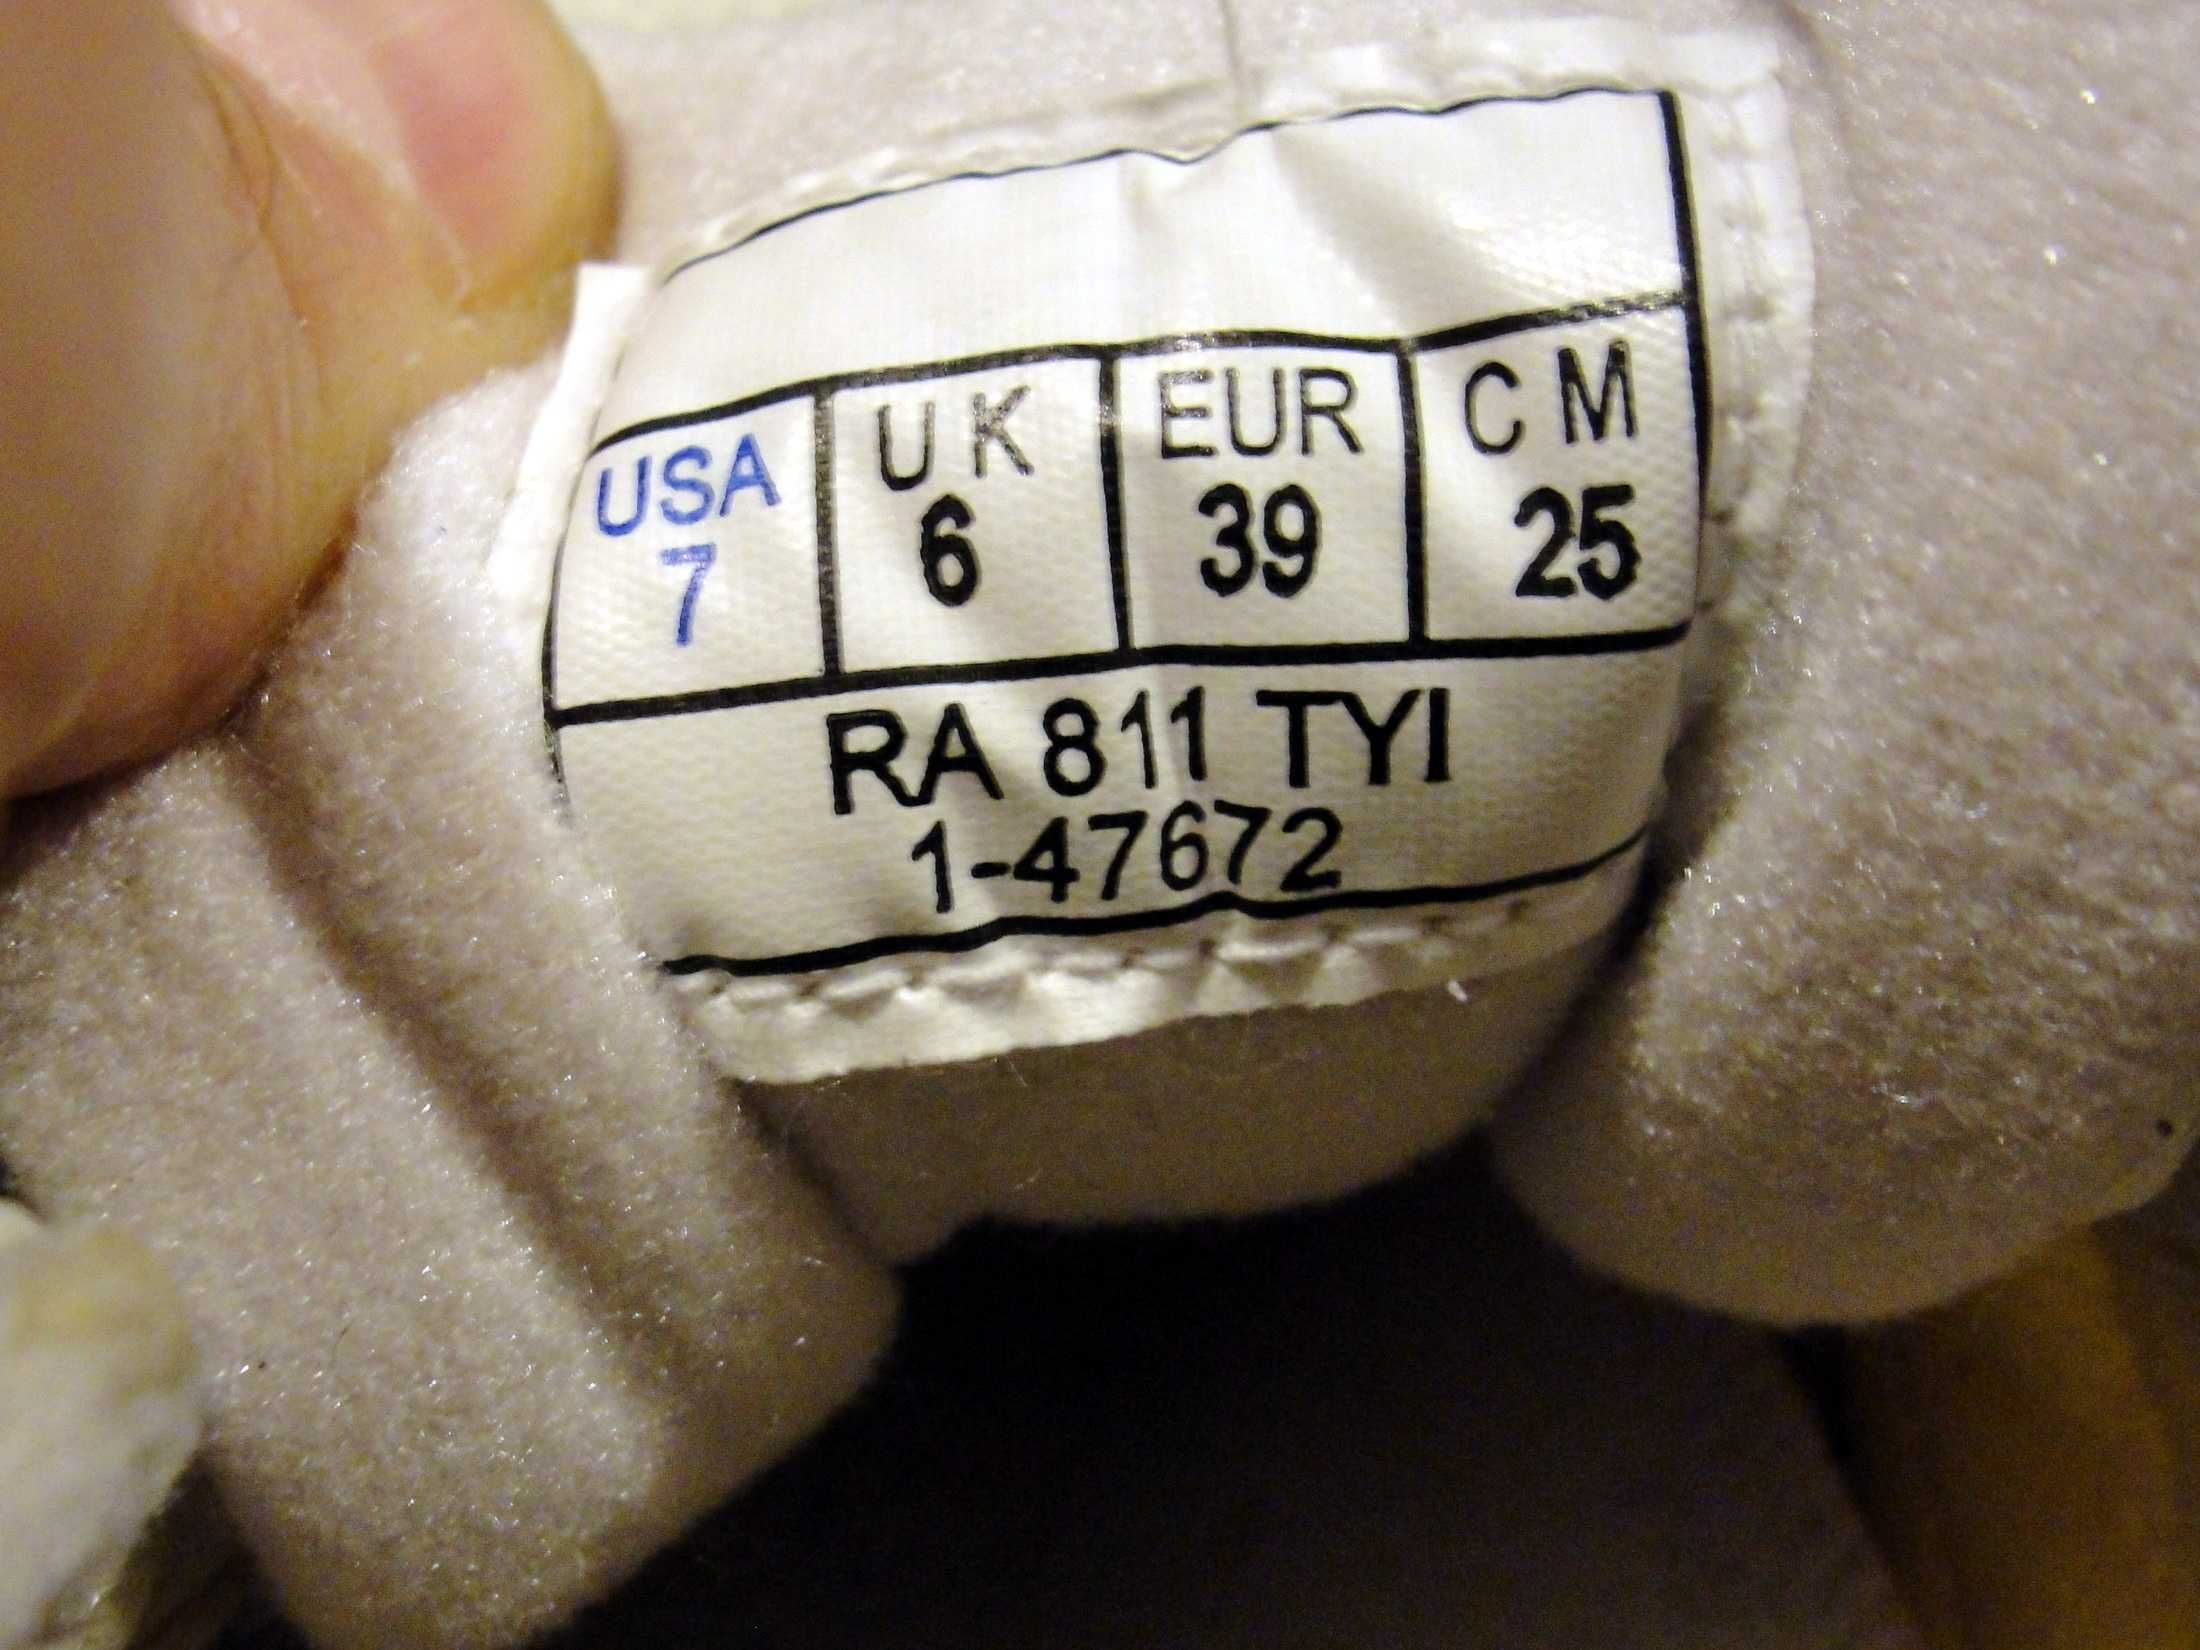 USA UK EUR CM
7 6 39 25
RA 811 TYI
1-47672